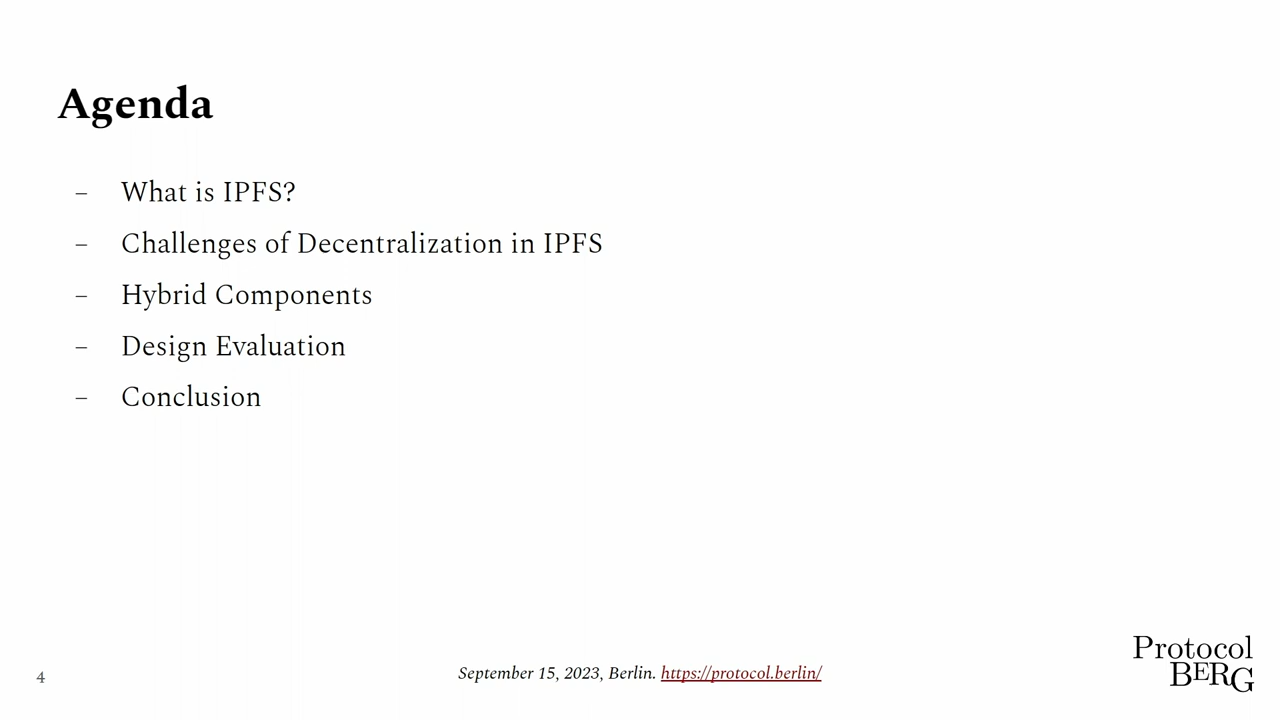 Agenda
– What is IPFS?
– Challenges of Decentralization in IPFS
– Hybrid Components
– Design Evaluation
– Conclusion
4
September 15, 2023, Berlin. https://protocol.berlin/
Protocol
BERG